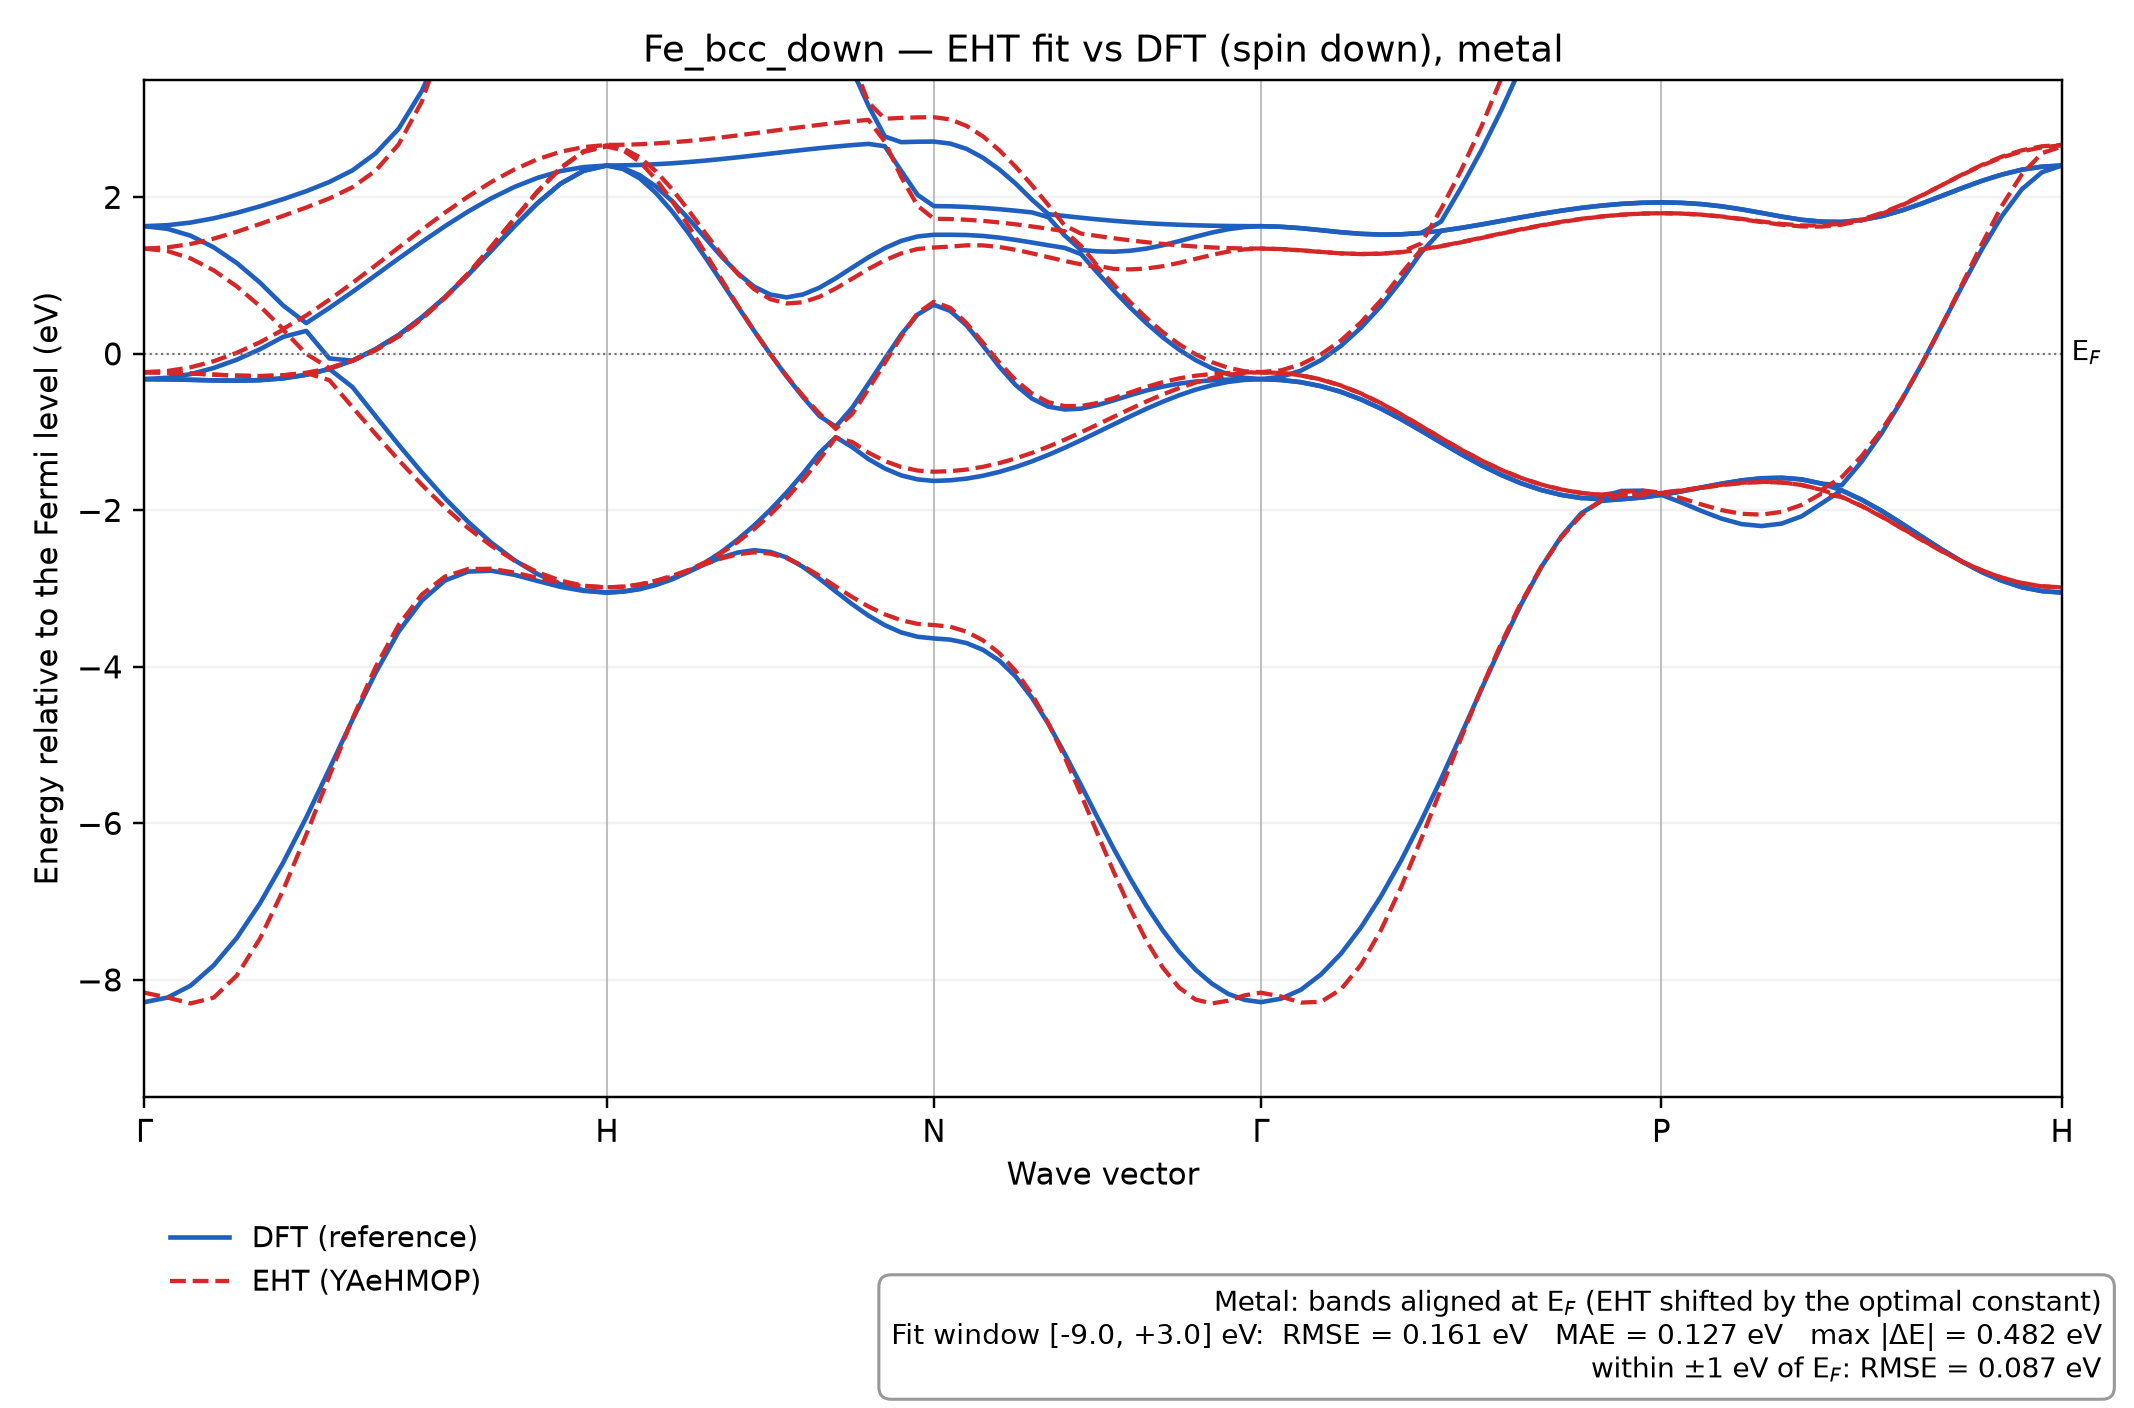 Fe_bcc_down — EHT fit vs DFT (spin down), metal
Energy relative to the Fermi level (eV)
2
0
−2
−4
−6
−8
E_F
Γ
H
N
Γ
P
H
Wave vector
DFT (reference)
EHT (YAeHMOP)
Metal: bands aligned at E_F (EHT shifted by the optimal constant)
Fit window [-9.0, +3.0] eV: RMSE = 0.161 eV MAE = 0.127 eV max |ΔE| = 0.482 eV
within ±1 eV of E_F: RMSE = 0.087 eV